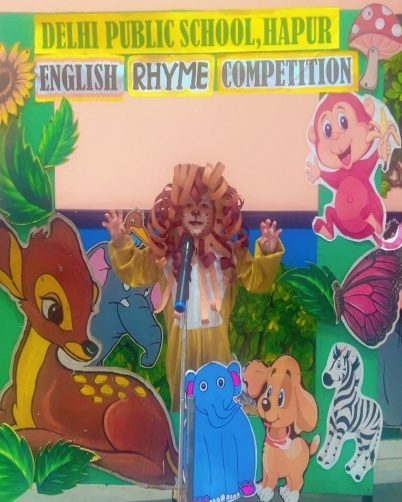 DELHI PUBLIC SCHOOL, HAPUR
ENGLISH RHYME COMPETITION